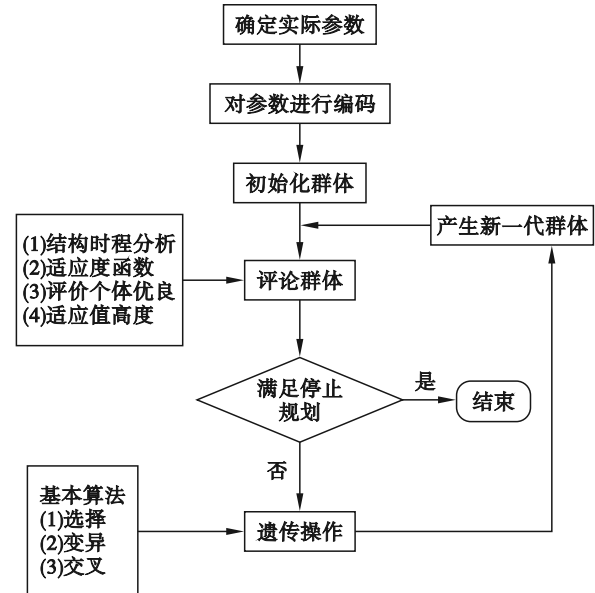 确定实际参数
对参数进行编码
初始化群体
产生新一代群体
(1)结构时程分析
(2)适应度函数
(3)评价个体优良
(4)适应值高度
评论群体
满足停止
规划
是
结束
否
基本算法
(1)选择
(2)变异
(3)交叉
遗传操作